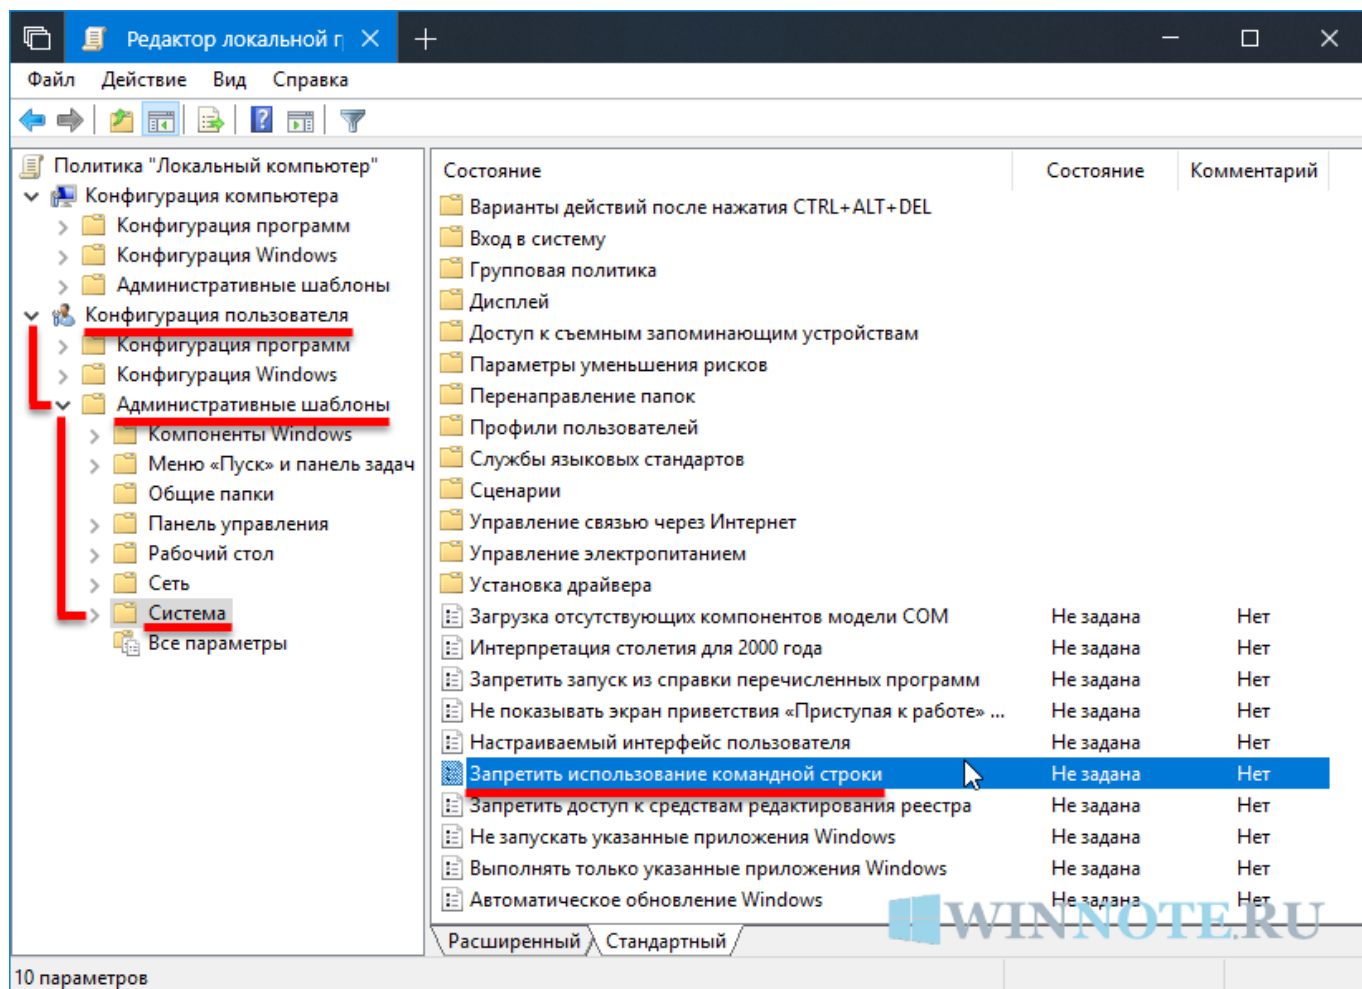 Редактор локальной г
Файл Действие Вид Справка
Политика "Локальный компьютер"
Конфигурация компьютера
Конфигурация программ
Конфигурация Windows
Административные шаблоны
Конфигурация пользователя
Конфигурация программ
Конфигурация Windows
Административные шаблоны
Компоненты Windows
Меню «Пуск» и панель задач
Общие папки
Панель управления
Рабочий стол
Сеть
Система
Все параметры
Состояние Состояние Комментарий
Варианты действий после нажатия CTRL+ALT+DEL
Вход в систему
Групповая политика
Дисплей
Доступ к съемным запоминающим устройствам
Параметры уменьшения рисков
Перенаправление папок
Профили пользователей
Службы языковых стандартов
Сценарии
Управление связью через Интернет
Управление электропитанием
Установка драйвера
Загрузка отсутствующих компонентов модели COM Не задана Нет
Интерпретация столетия для 2000 года Не задана Нет
Запретить запуск из справки перечисленных программ Не задана Нет
Не показывать экран приветствия «Приступая к работе» ... Не задана Нет
Настраиваемый интерфейс пользователя Не задана Нет
Запретить использование командной строки Не задана Нет
Запретить доступ к средствам редактирования реестра Не задана Нет
Не запускать указанные приложения Windows Не задана Нет
Выполнять только указанные приложения Windows Не задана Нет
Автоматическое обновление Windows Не задана Нет
WINNOTE.RU
Расширенный Стандартный
10 параметров